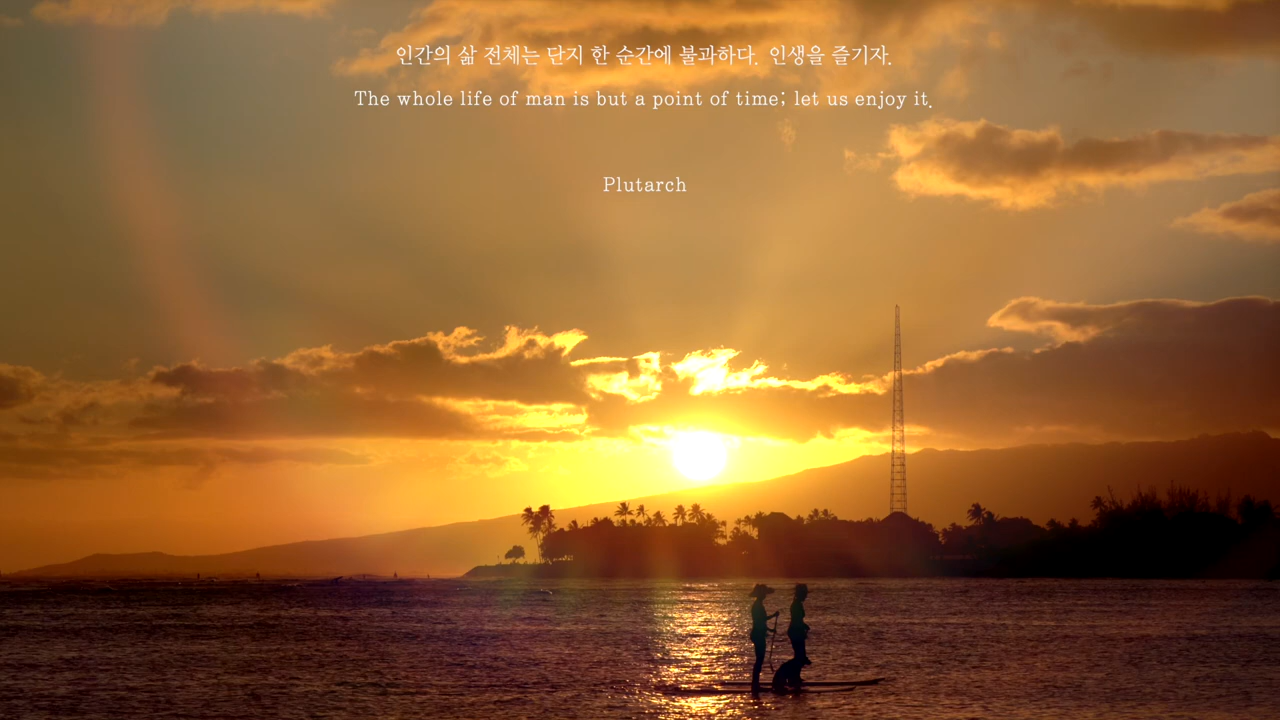 인간의 삶 전체는 단지 한 순간에 불과하다. 인생을 즐기자.
The whole life of man is but a point of time; let us enjoy it.
Plutarch